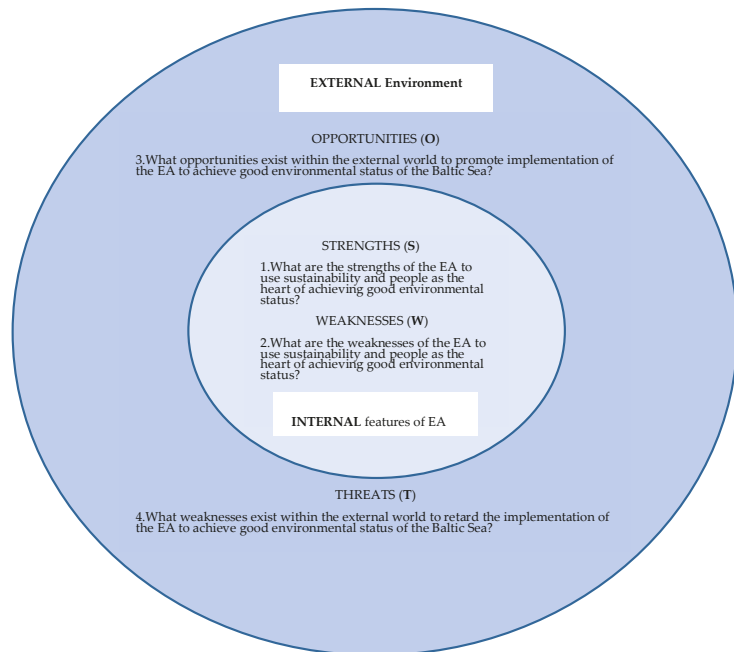 EXTERNAL Environment
OPPORTUNITIES (O)
3.What opportunities exist within the external world to promote implementation of
the EA to achieve good environmental status of the Baltic Sea?
STRENGTHS (S)
1.What are the strengths of the EA to
use sustainability and people as the
heart of achieving good environmental
status?
WEAKNESSES (W)
2.What are the weaknesses of the EA to
use sustainability and people as the
heart of achieving good environmental
status?
INTERNAL features of EA
THREATS (T)
4.What weaknesses exist within the external world to retard the implementation of
the EA to achieve good environmental status of the Baltic Sea?